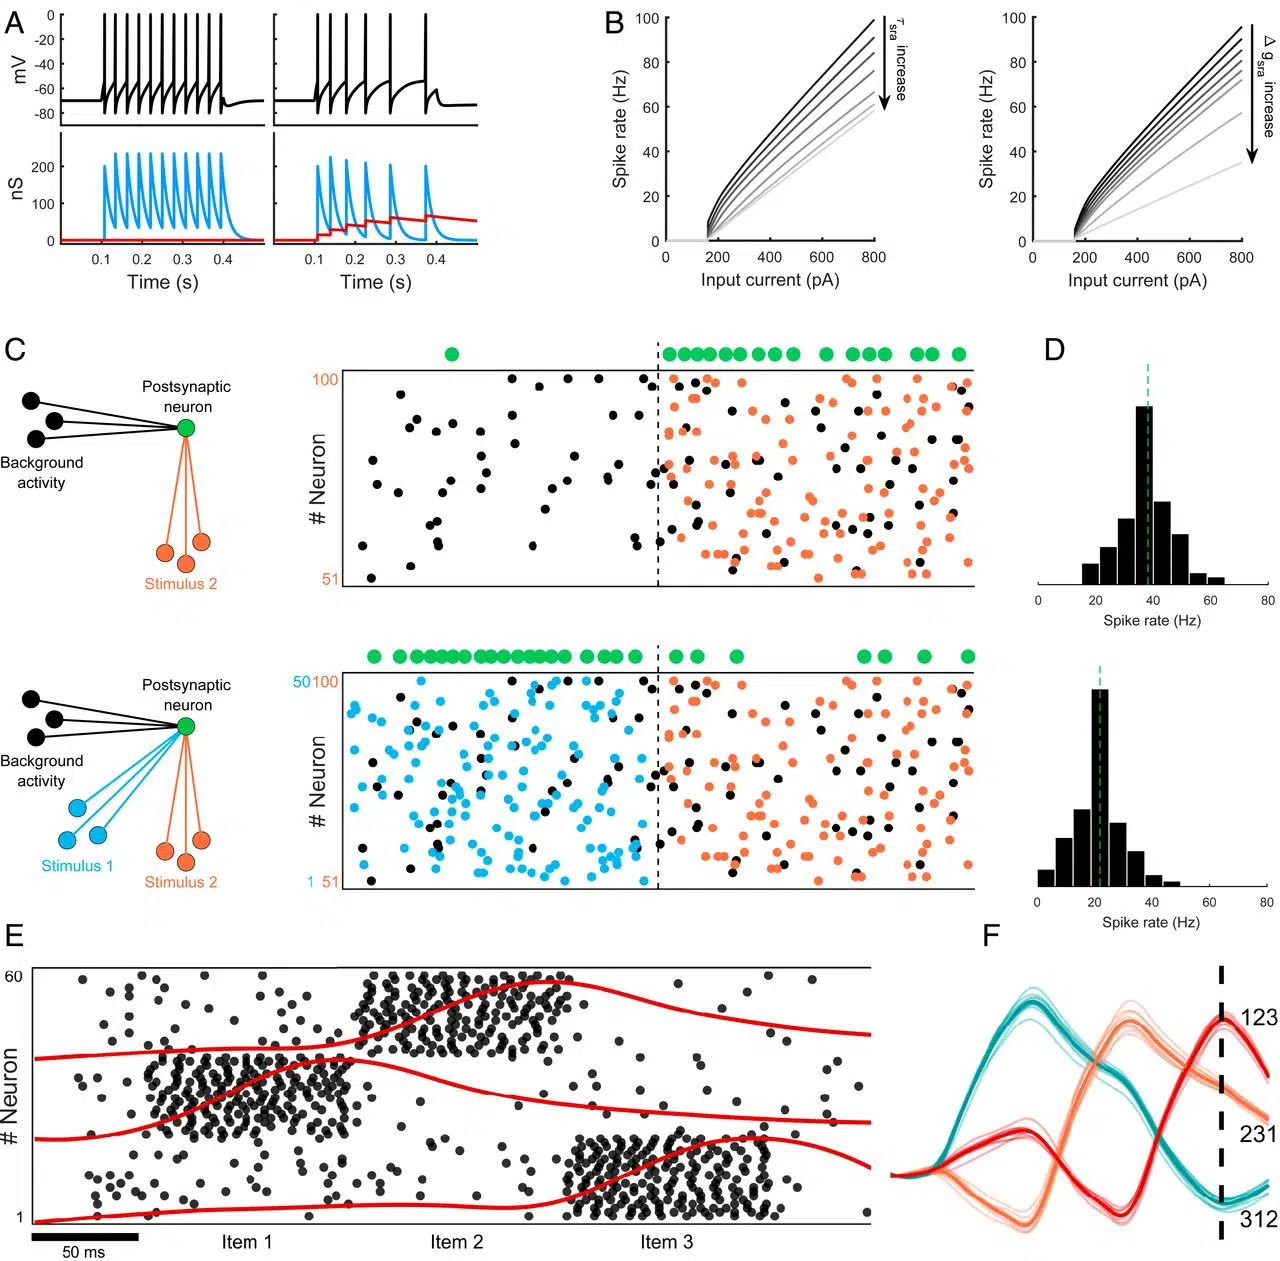 A
0
-20
-40
-60
-80
mV
200
100
0
nS
0.1 0.2 0.3 0.4
Time (s)
0.1 0.2 0.3 0.4
Time (s)
B
100
80
60
40
20
0
Spike rate (Hz)
0 200 400 600 800
Input current (pA)
τsra increase
100
80
60
40
20
0
Spike rate (Hz)
0 200 400 600 800
Input current (pA)
Δ gsra increase
C
Postsynaptic
neuron
Background
activity
Stimulus 2
100
51
# Neuron
Postsynaptic
neuron
Background
activity
Stimulus 1
Stimulus 2
50 100
1 51
# Neuron
D
0 20 40 60 80
Spike rate (Hz)
0 20 40 60 80
Spike rate (Hz)
E
60
1
# Neuron
50 ms
Item 1 Item 2 Item 3
F
123
231
312